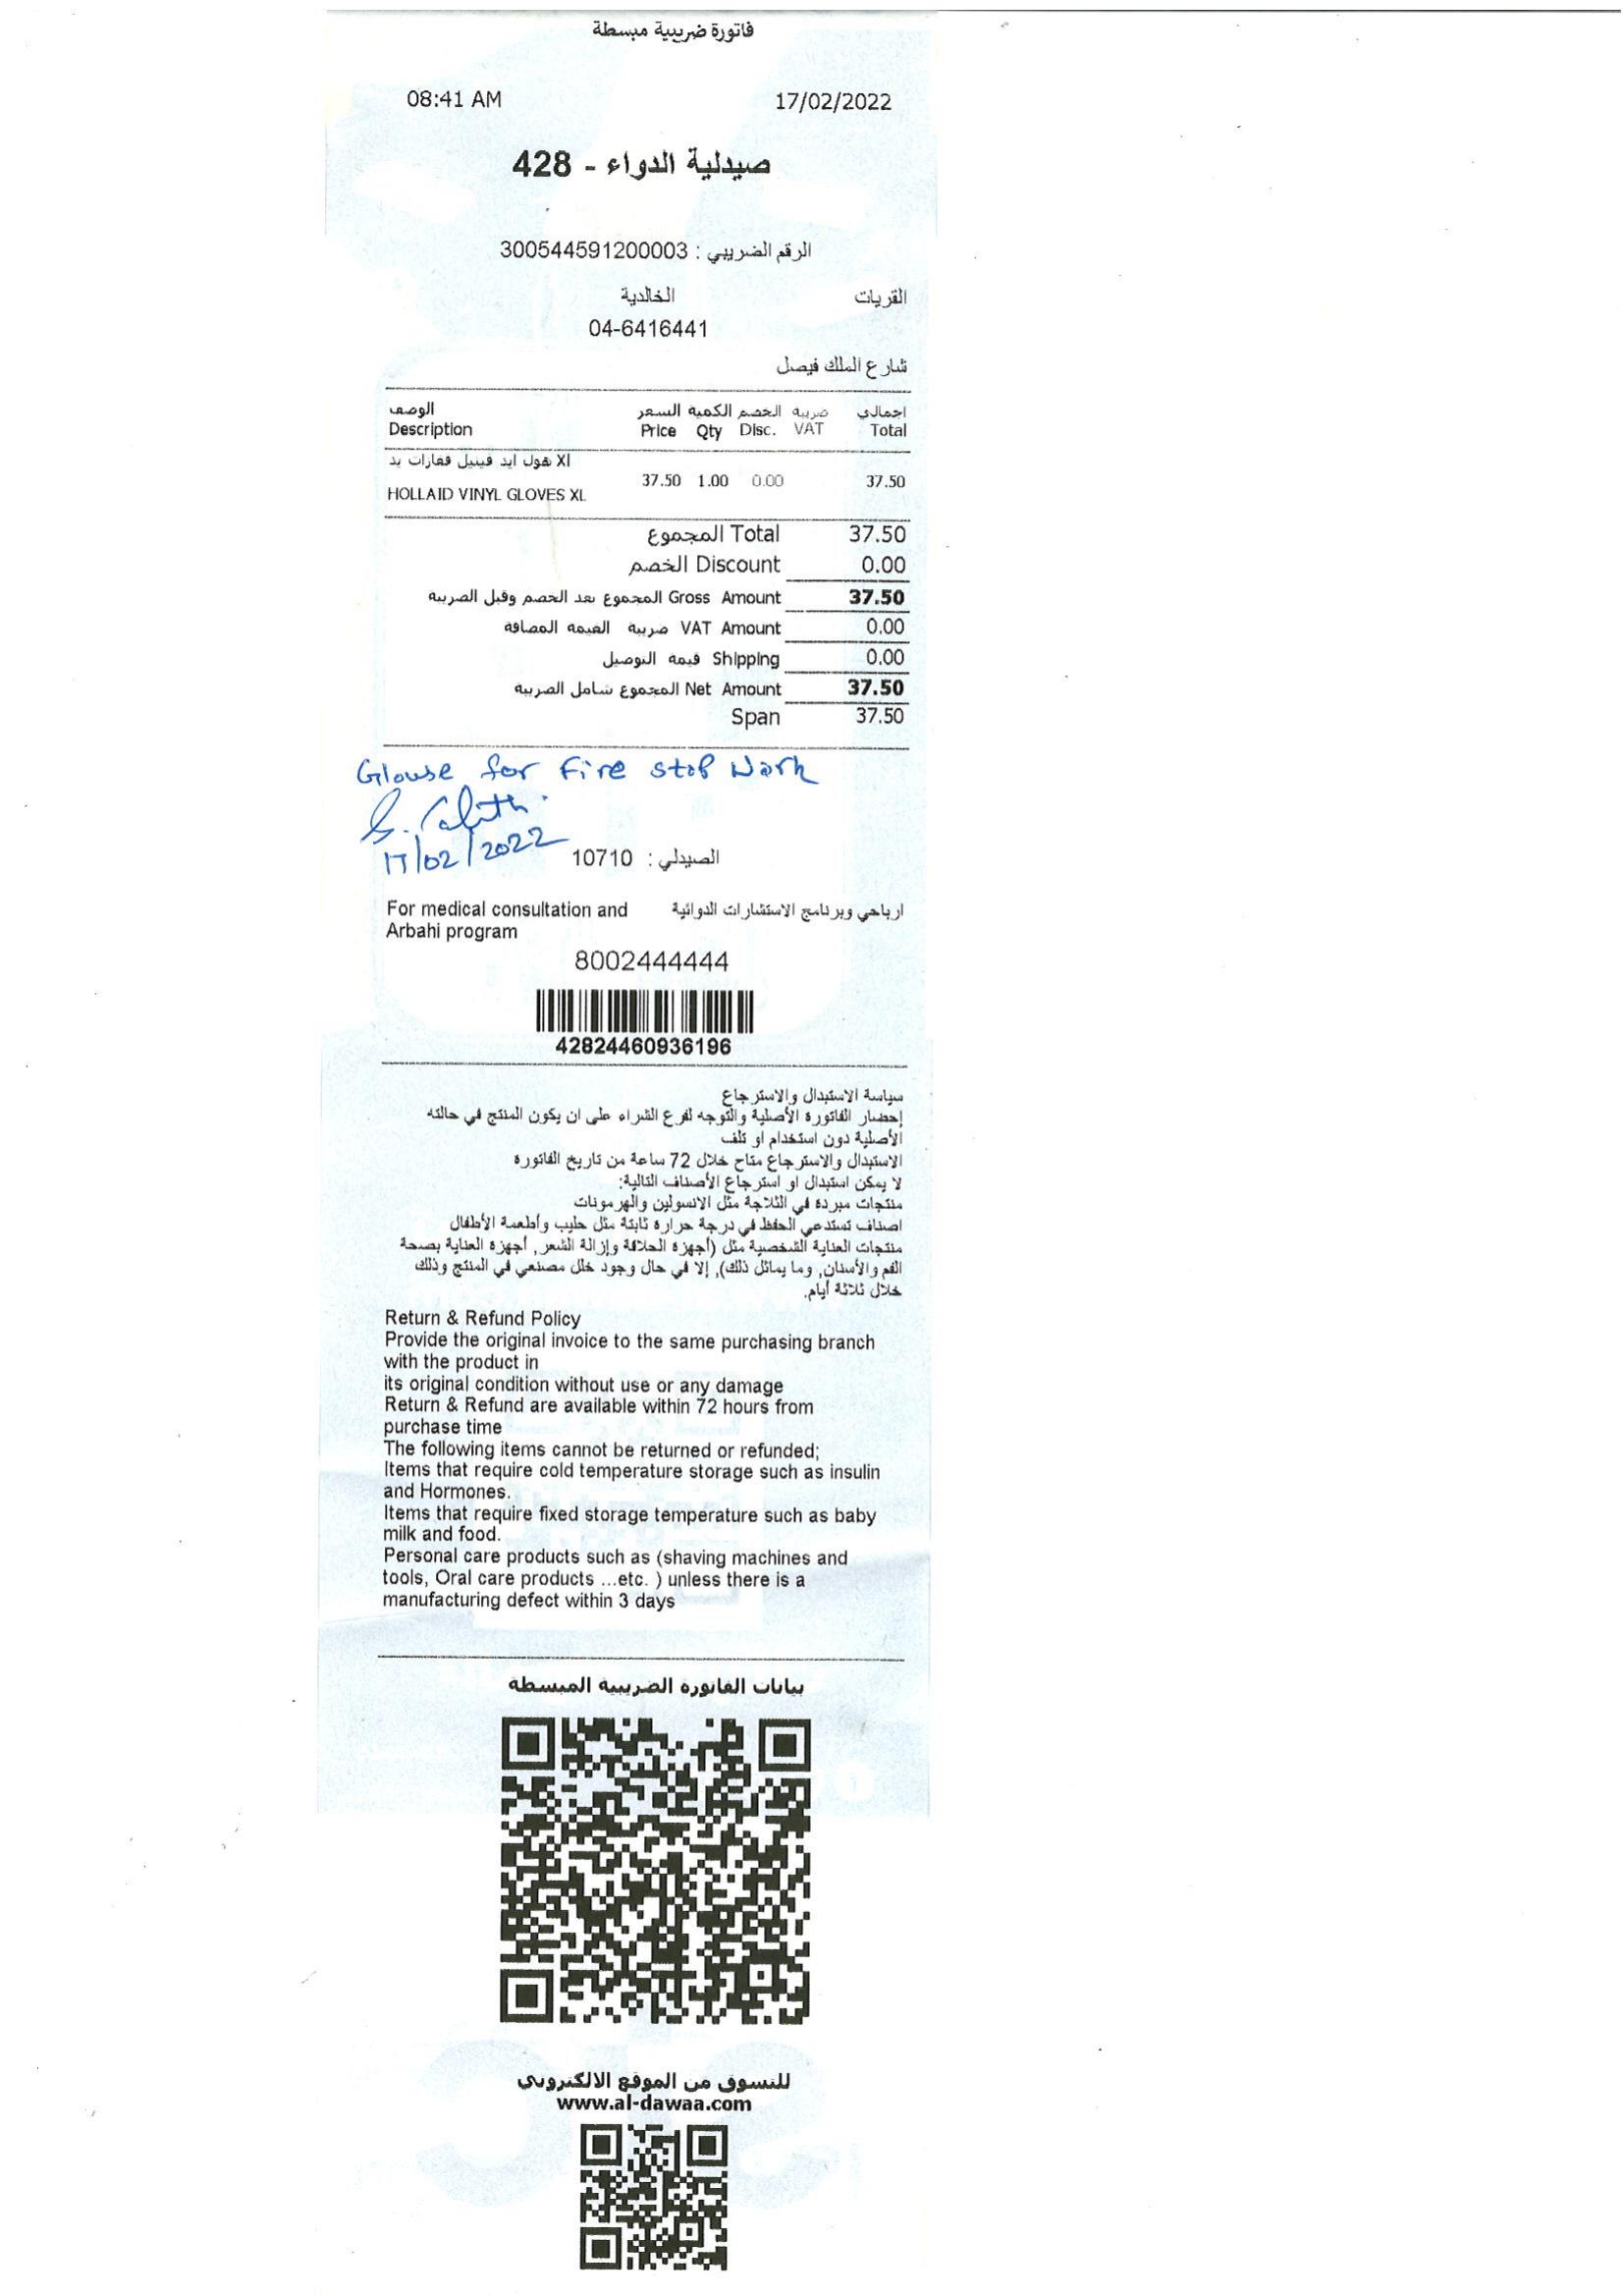 فاتورة ضريبية مبسطة
08:41 AM 17/02/2022
صيدلية الدواء - 428
الرقم الضريبي : 300544591200003
القريات الخالدية
04-6416441
شارع الملك فيصل
الوصف السعر الكمية الخصم ضريبة اجمالي
Description Price Qty Disc. VAT Total
هول ايد فينيل قفازات يد Xl
37.50 1.00 0.00 37.50
HOLLAID VINYL GLOVES XL
المجموع Total 37.50
الخصم Discount 0.00
المجموع بعد الخصم وقبل الضريبة Gross Amount 37.50
ضريبة القيمة المضافة VAT Amount 0.00
قيمة التوصيل Shipping 0.00
المجموع شامل الضريبة Net Amount 37.50
Span 37.50
Glouse for Fire stop Work
17/02/2022
الصيدلي : 10710
For medical consultation and ارباحي وبرنامج الاستشارات الدوائية
Arbahi program
8002444444
42824460936196
سياسة الاستبدال والاسترجاع
إحضار الفاتورة الأصلية والتوجه لفرع الشراء على ان يكون المنتج في حالته
الأصلية دون استخدام او تلف
الاستبدال والاسترجاع متاح خلال 72 ساعة من تاريخ الفاتورة
لا يمكن استبدال او استرجاع الأصناف التالية:
منتجات مبردة في الثلاجة مثل الانسولين والهرمونات
اصناف تستدعي الحفظ في درجة حرارة ثابتة مثل حليب وأطعمة الأطفال
منتجات العناية الشخصية مثل (أجهزة الحلاقة وإزالة الشعر, أجهزة العناية بصحة
الفم والأسنان, وما يماثل ذلك), إلا في حال وجود خلل مصنعي في المنتج وذلك
خلال ثلاثة أيام.
Return & Refund Policy
Provide the original invoice to the same purchasing branch
with the product in
its original condition without use or any damage
Return & Refund are available within 72 hours from
purchase time
The following items cannot be returned or refunded;
Items that require cold temperature storage such as insulin
and Hormones.
Items that require fixed storage temperature such as baby
milk and food.
Personal care products such as (shaving machines and
tools, Oral care products ...etc. ) unless there is a
manufacturing defect within 3 days
بيانات الفاتورة الضريبية المبسطة
للتسوق من الموقع الالكتروني
www.al-dawaa.com